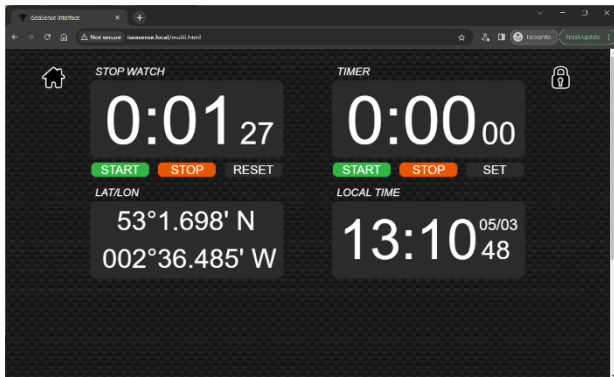 iSeaSense Interface
Not secure iseasense.local/multi.html
Incognito
Finish update
STOP WATCH
0:01 27
START STOP RESET
TIMER
0:00 00
START STOP SET
LAT/LON
53°1.698' N
002°36.485' W
LOCAL TIME
13:10 05/03 48